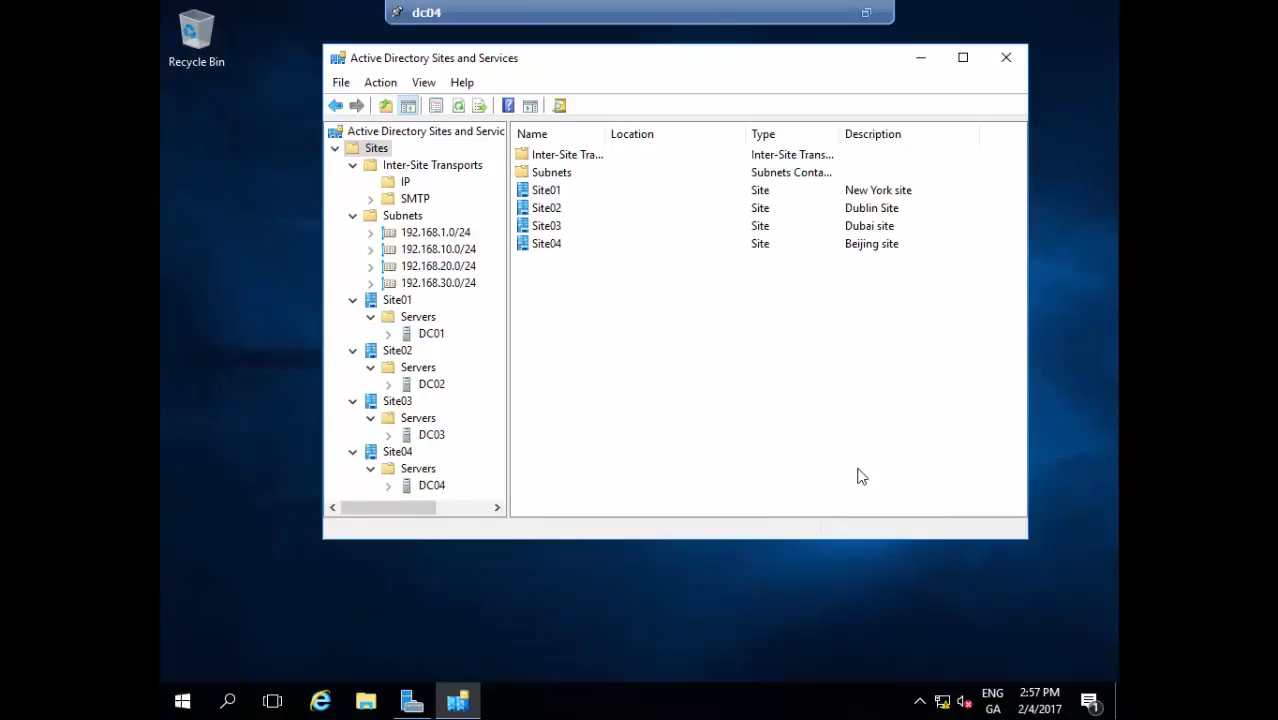 dc04
Recycle Bin
Active Directory Sites and Services
File Action View Help
Active Directory Sites and Servic
Sites
Inter-Site Transports
IP
SMTP
Subnets
192.168.1.0/24
192.168.10.0/24
192.168.20.0/24
192.168.30.0/24
Site01
Servers
DC01
Site02
Servers
DC02
Site03
Servers
DC03
Site04
Servers
DC04
Name Location Type Description
Inter-Site Tra... Inter-Site Trans...
Subnets Subnets Conta...
Site01 Site New York site
Site02 Site Dublin Site
Site03 Site Dubai site
Site04 Site Beijing site
ENG
GA
2:57 PM
2/4/2017
1